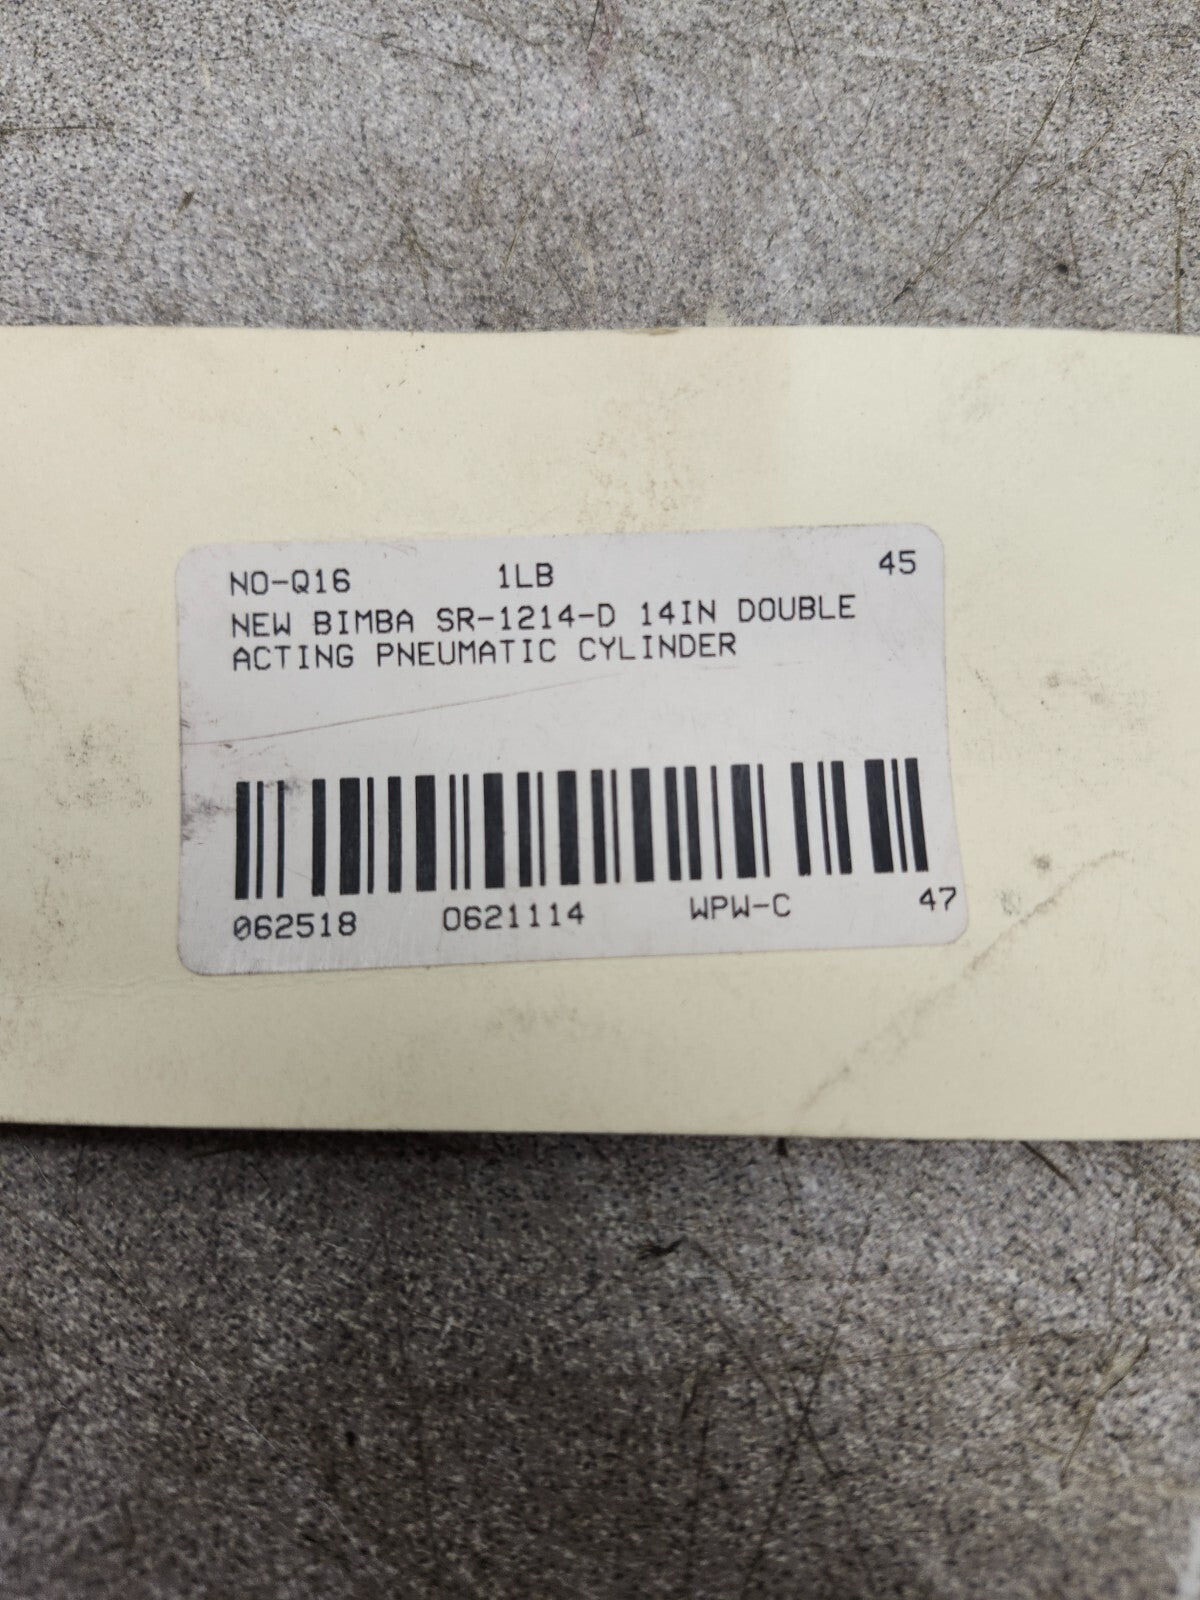 NO-Q16 1LB 45
NEW BIMBA SR-1214-D 14IN DOUBLE
ACTING PNEUMATIC CYLINDER
062518 0621114 WPW-C 47